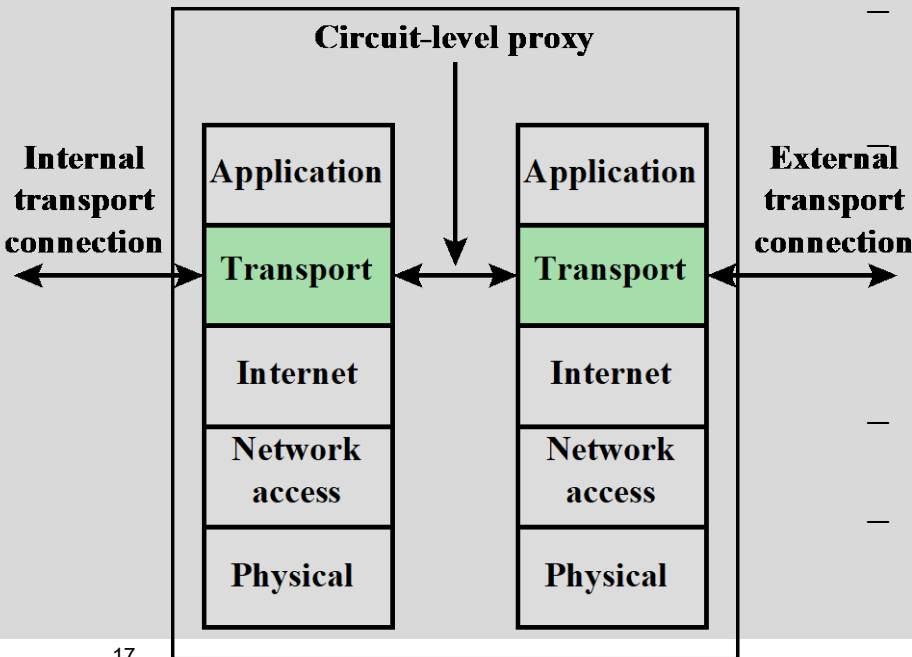 Circuit-level proxy
Internal
transport
connection
Application
Transport
Internet
Network
access
Physical
Application
Transport
Internet
Network
access
Physical
External
transport
connection
–
–
–
–
17